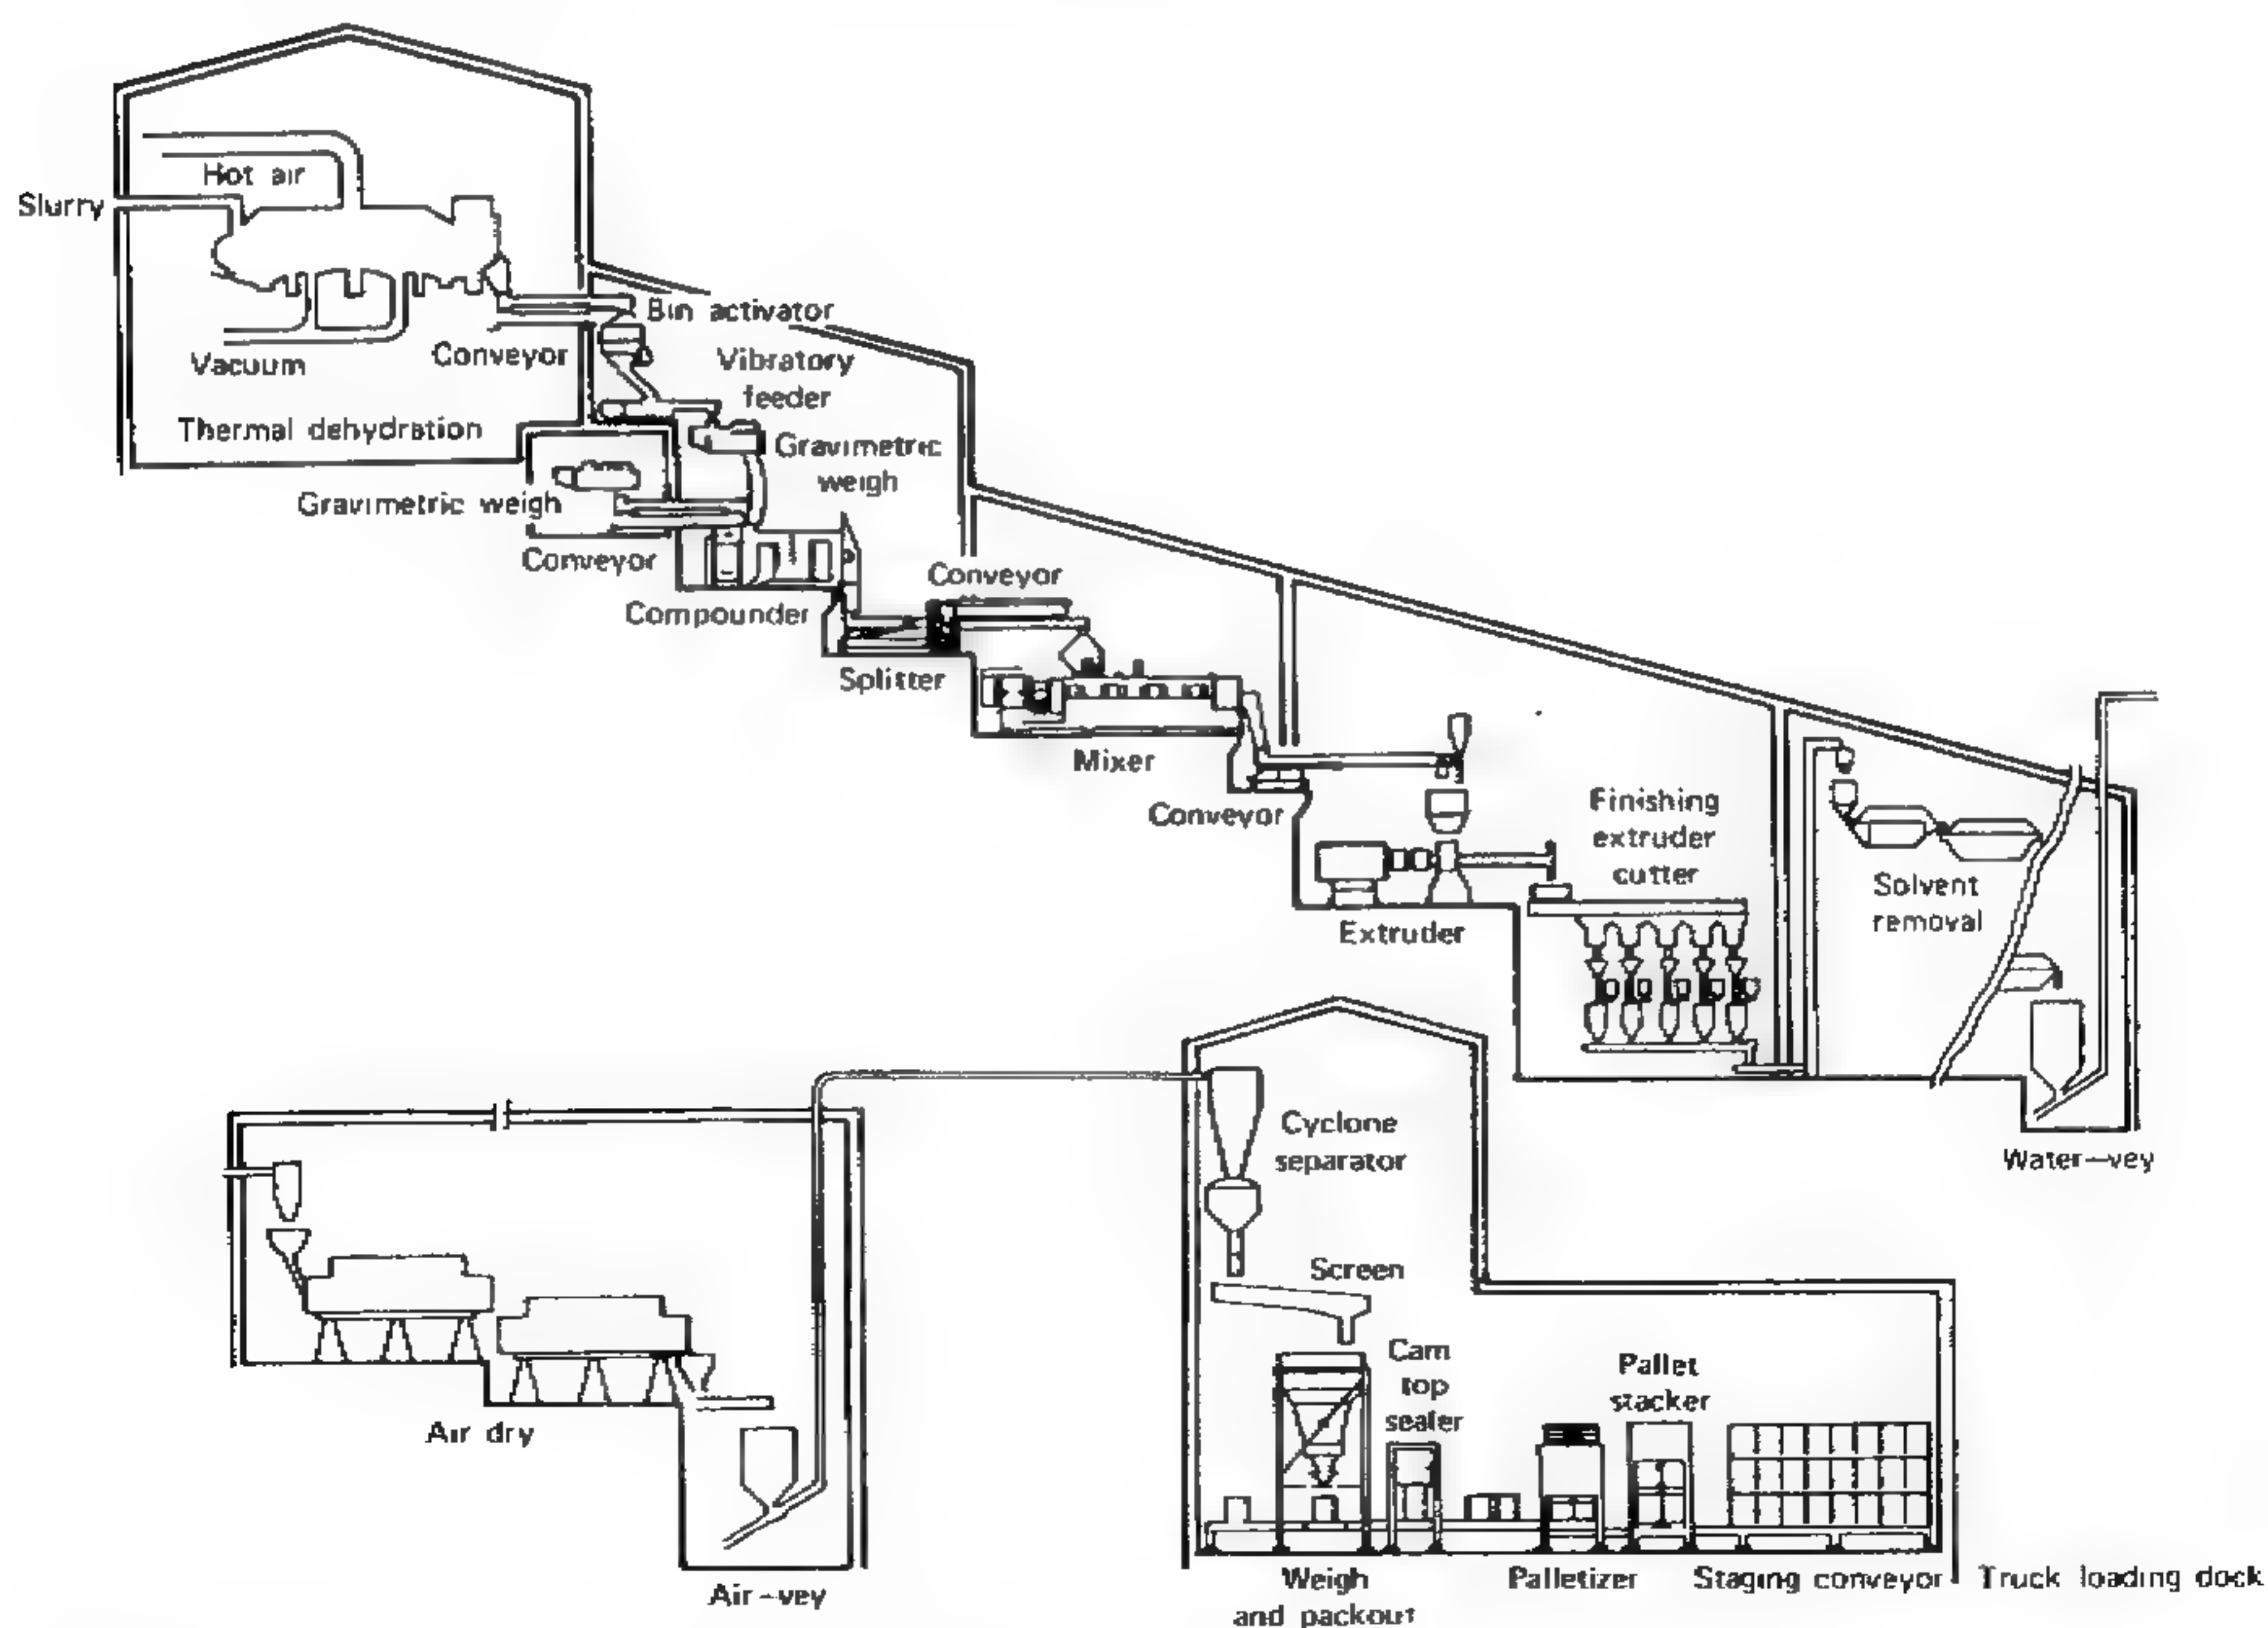 Hot air
Slurry
Bin activator
Vacuum
Conveyor
Vibratory
feeder
Thermal dehydration
Gravimetric
weigh
Gravimetric weigh
Conveyor
Conveyor
Compounder
Splitter
Mixer
Conveyor
Finishing
extruder
cutter
Solvent
removal
Extruder
Cyclone
separator
Water-vey
Screen
Cam
top
sealer
Pallet
stacker
Air dry
Air-vey
Weigh
and packout
Palletizer
Staging conveyor
Truck loading dock